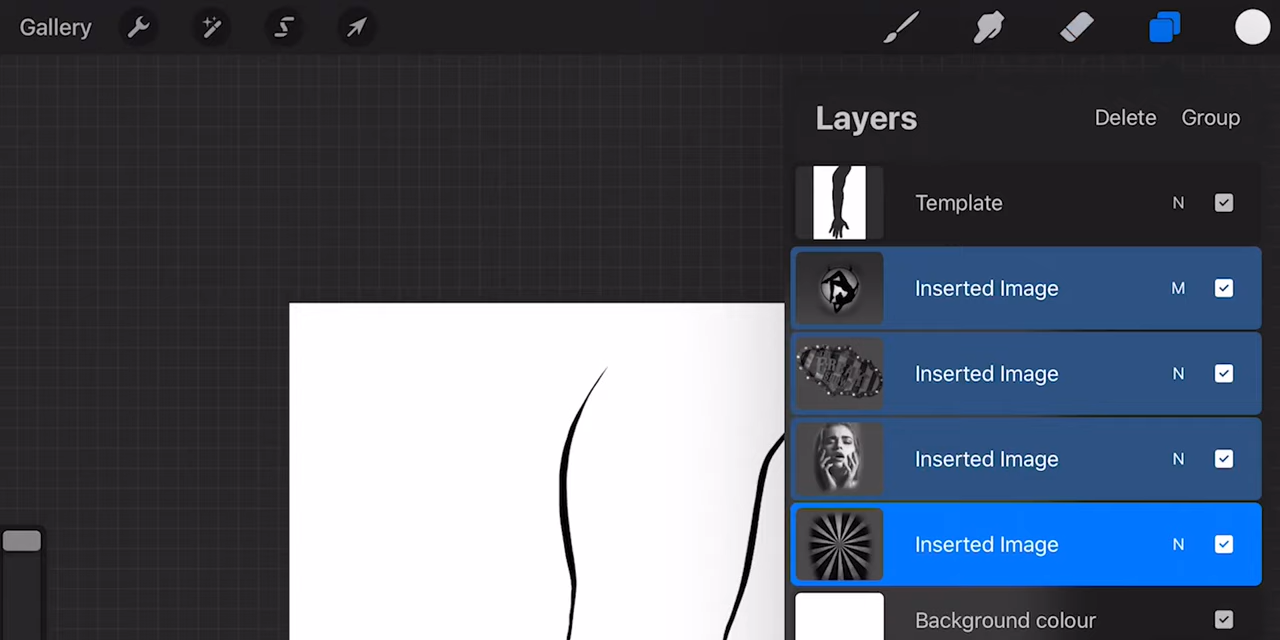 Gallery
Layers
Delete Group
Template N
Inserted Image M
Inserted Image N
Inserted Image N
Inserted Image N
Background colour